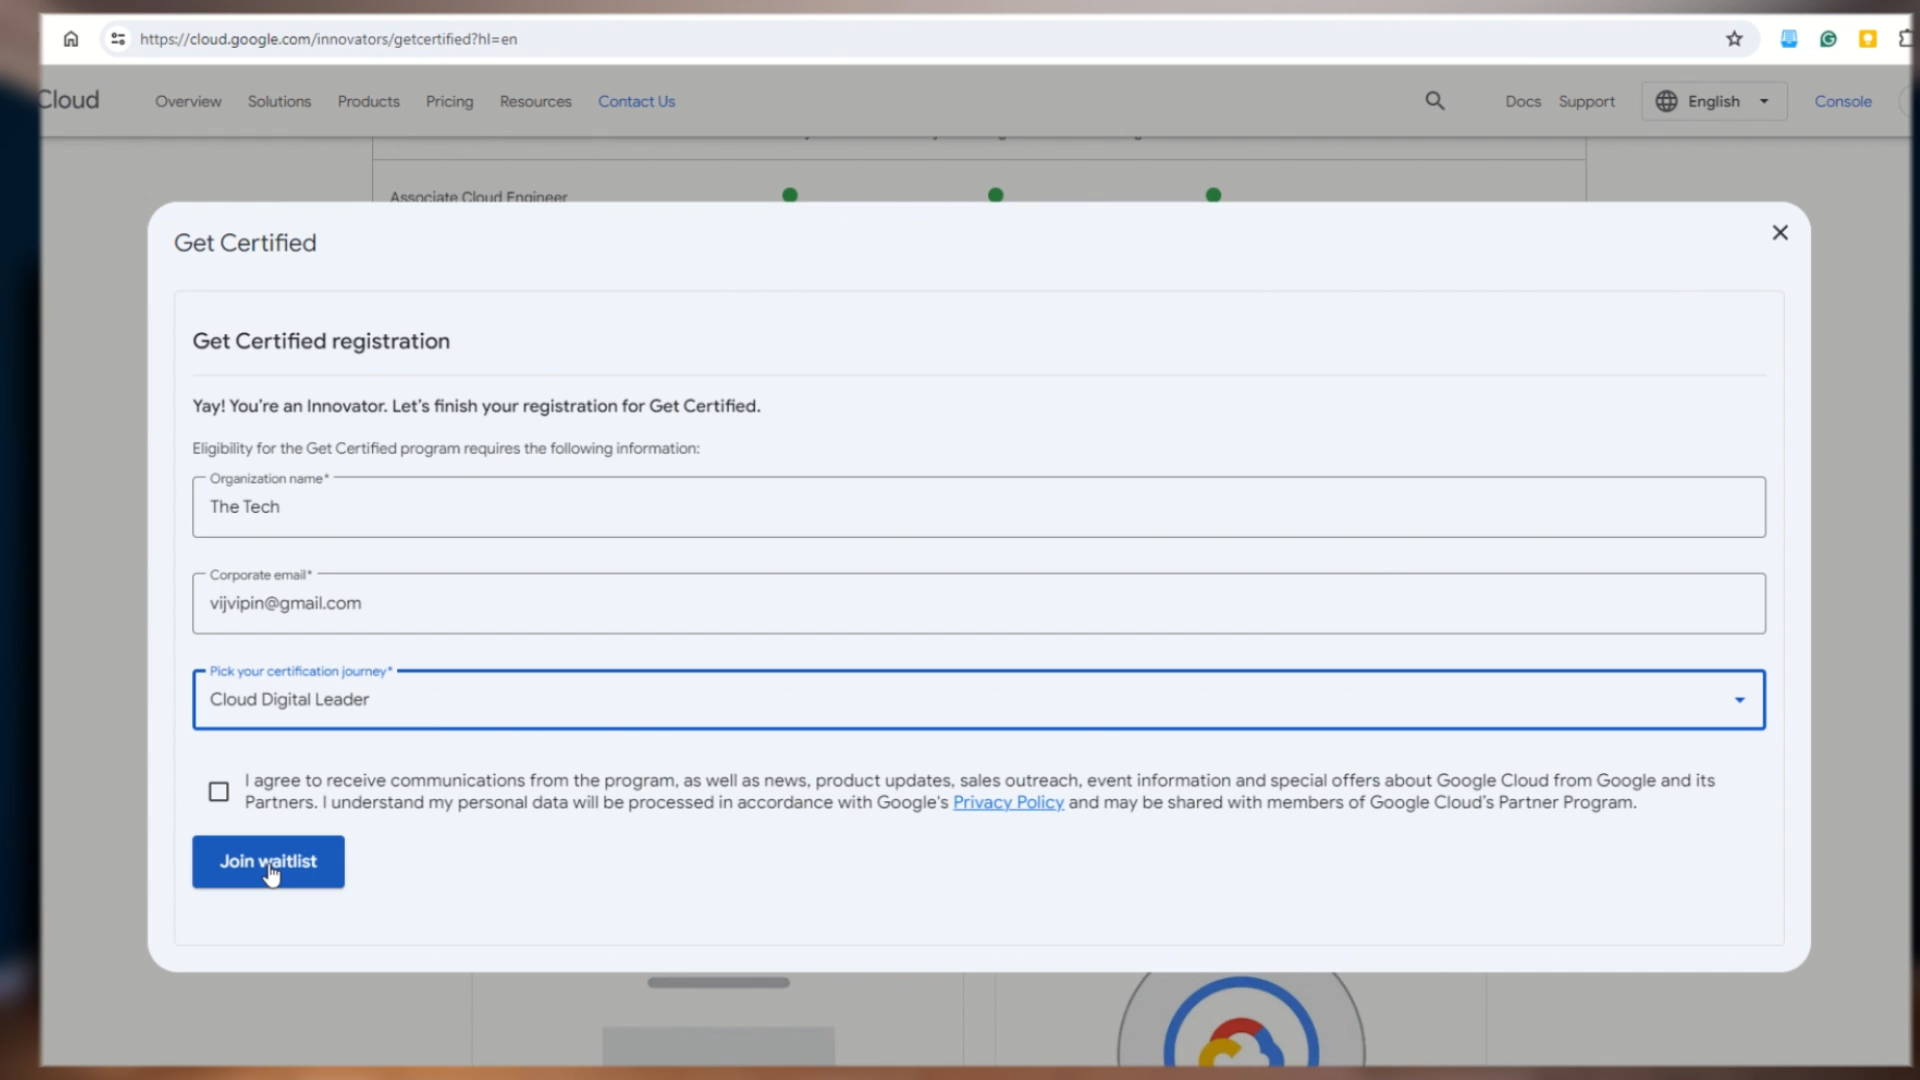 https://cloud.google.com/innovators/getcertified?hl=en
Cloud Overview Solutions Products Pricing Resources Contact Us Docs Support English Console
Associate Cloud Engineer
Get Certified
Get Certified registration
Yay! You're an Innovator. Let's finish your registration for Get Certified.
Eligibility for the Get Certified program requires the following information:
Organization name*
The Tech
Corporate email*
vijvipin@gmail.com
Pick your certification journey*
Cloud Digital Leader
I agree to receive communications from the program, as well as news, product updates, sales outreach, event information and special offers about Google Cloud from Google and its
Partners. I understand my personal data will be processed in accordance with Google's Privacy Policy and may be shared with members of Google Cloud's Partner Program.
Join waitlist